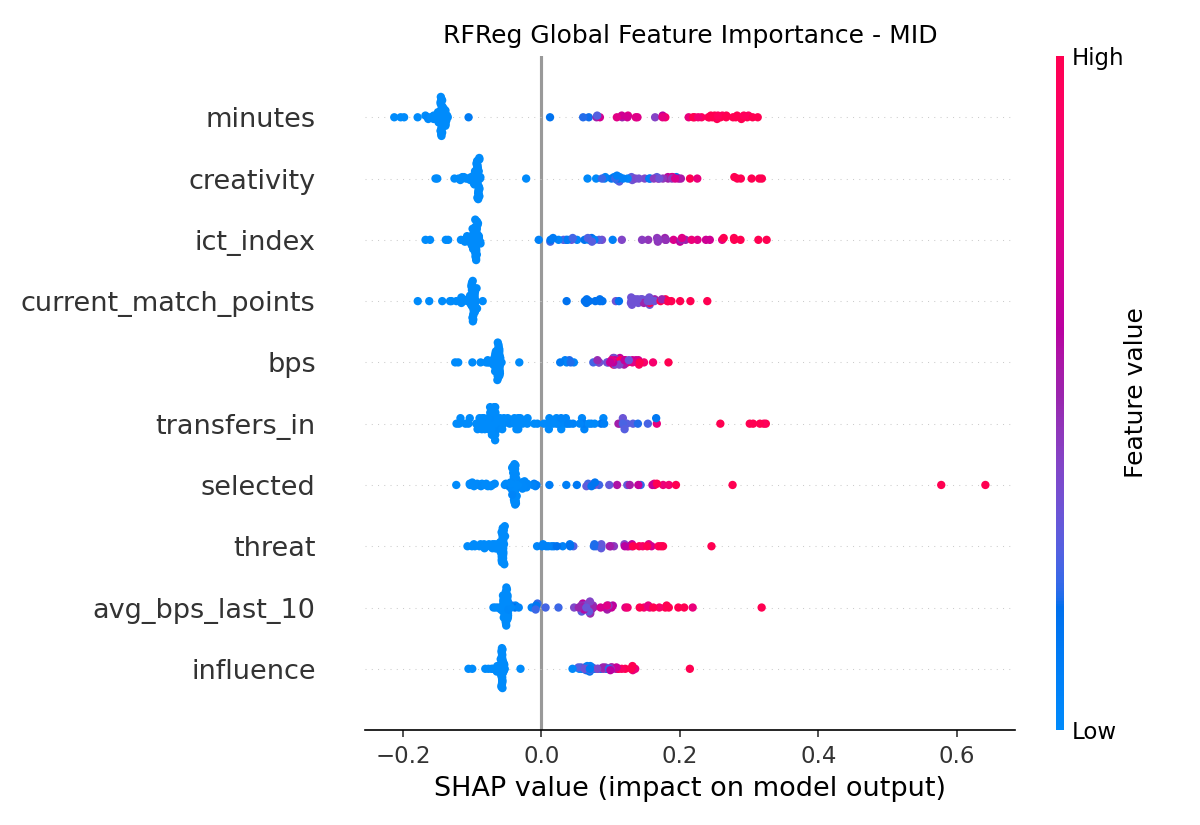 RFReg Global Feature Importance - MID
High
minutes
creativity
ict_index
current_match_points
bps
transfers_in
selected
threat
avg_bps_last_10
influence
Feature value
Low
−0.2 0.0 0.2 0.4 0.6
SHAP value (impact on model output)